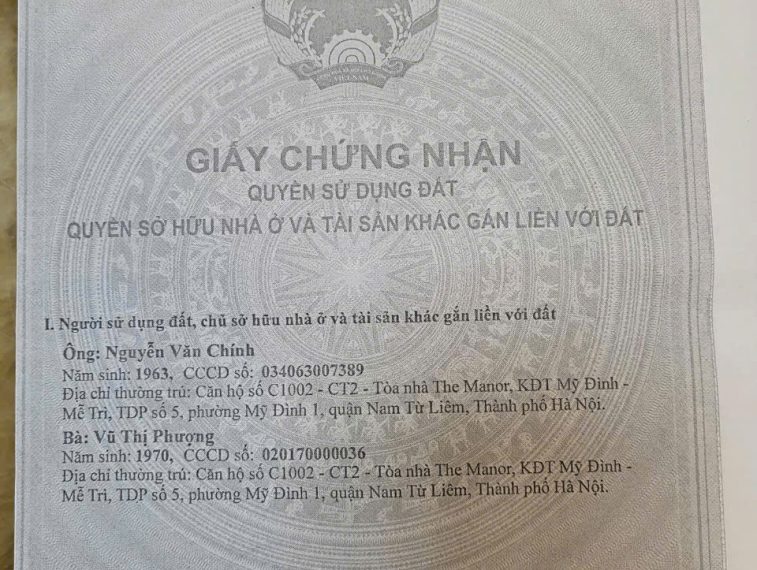 VIỆT NAM
GIẤY CHỨNG NHẬN
QUYỀN SỬ DỤNG ĐẤT
QUYỀN SỞ HỮU NHÀ Ở VÀ TÀI SẢN KHÁC GẮN LIỀN VỚI ĐẤT
I. Người sử dụng đất, chủ sở hữu nhà ở và tài sản khác gắn liền với đất
Ông: Nguyễn Văn Chính
Năm sinh: 1963, CCCD số: 034063007389
Địa chỉ thường trú: Căn hộ số C1002 - CT2 - Tòa nhà The Manor, KĐT Mỹ Đình -
Mễ Trì, TDP số 5, phường Mỹ Đình 1, quận Nam Từ Liêm, Thành phố Hà Nội.
Bà: Vũ Thị Phượng
Năm sinh: 1970, CCCD số: 020170000036
Địa chỉ thường trú: Căn hộ số C1002 - CT2 - Tòa nhà The Manor, KĐT Mỹ Đình -
Mễ Trì, TDP số 5, phường Mỹ Đình 1, quận Nam Từ Liêm, Thành phố Hà Nội.